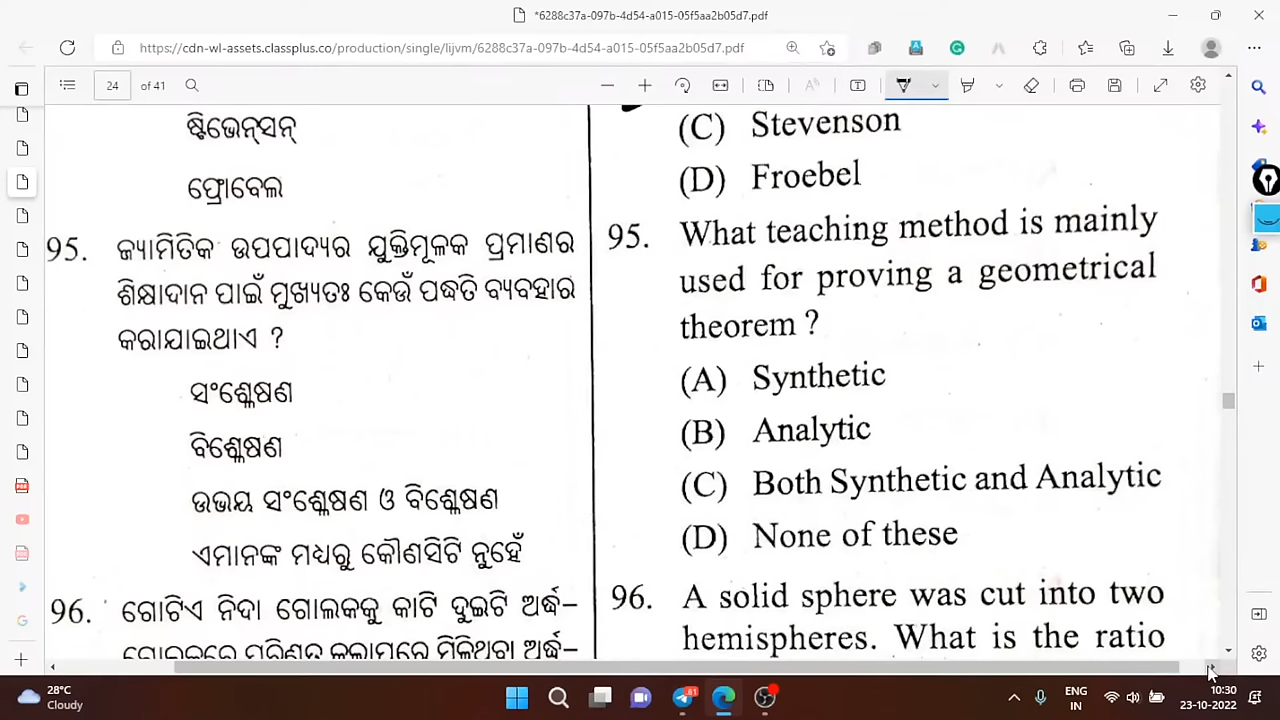 *6288c37a-097b-4d54-a015-05f5aa2b05d7.pdf
https://cdn-wl-assets.classplus.co/production/single/lijvm/6288c37a-097b-4d54-a015-05f5aa2b05d7.pdf
24 of 41
ଷ୍ଟିଭେନ୍‌ସନ୍
ଫ୍ରୋବେଲ
95. ଜ୍ୟାମିତିକ ଉପପାଦ୍ୟର ଯୁକ୍ତିମୂଳକ ପ୍ରମାଣର
ଶିକ୍ଷାଦାନ ପାଇଁ ମୁଖ୍ୟତଃ କେଉଁ ପଦ୍ଧତି ବ୍ୟବହାର
କରାଯାଇଥାଏ ?
ସଂଶ୍ଳେଷଣ
ବିଶ୍ଳେଷଣ
ଉଭୟ ସଂଶ୍ଳେଷଣ ଓ ବିଶ୍ଳେଷଣ
ଏମାନଙ୍କ ମଧ୍ୟରୁ କୌଣସିଟି ନୁହେଁ
96. ଗୋଟିଏ ନିଦା ଗୋଲକକୁ କାଟି ଦୁଇଟି ଅର୍ଦ୍ଧ–
(C) Stevenson
(D) Froebel
95. What teaching method is mainly
used for proving a geometrical
theorem ?
(A) Synthetic
(B) Analytic
(C) Both Synthetic and Analytic
(D) None of these
96. A solid sphere was cut into two
hemispheres. What is the ratio
28°C
Cloudy
61
ENG
IN
10:30
23-10-2022